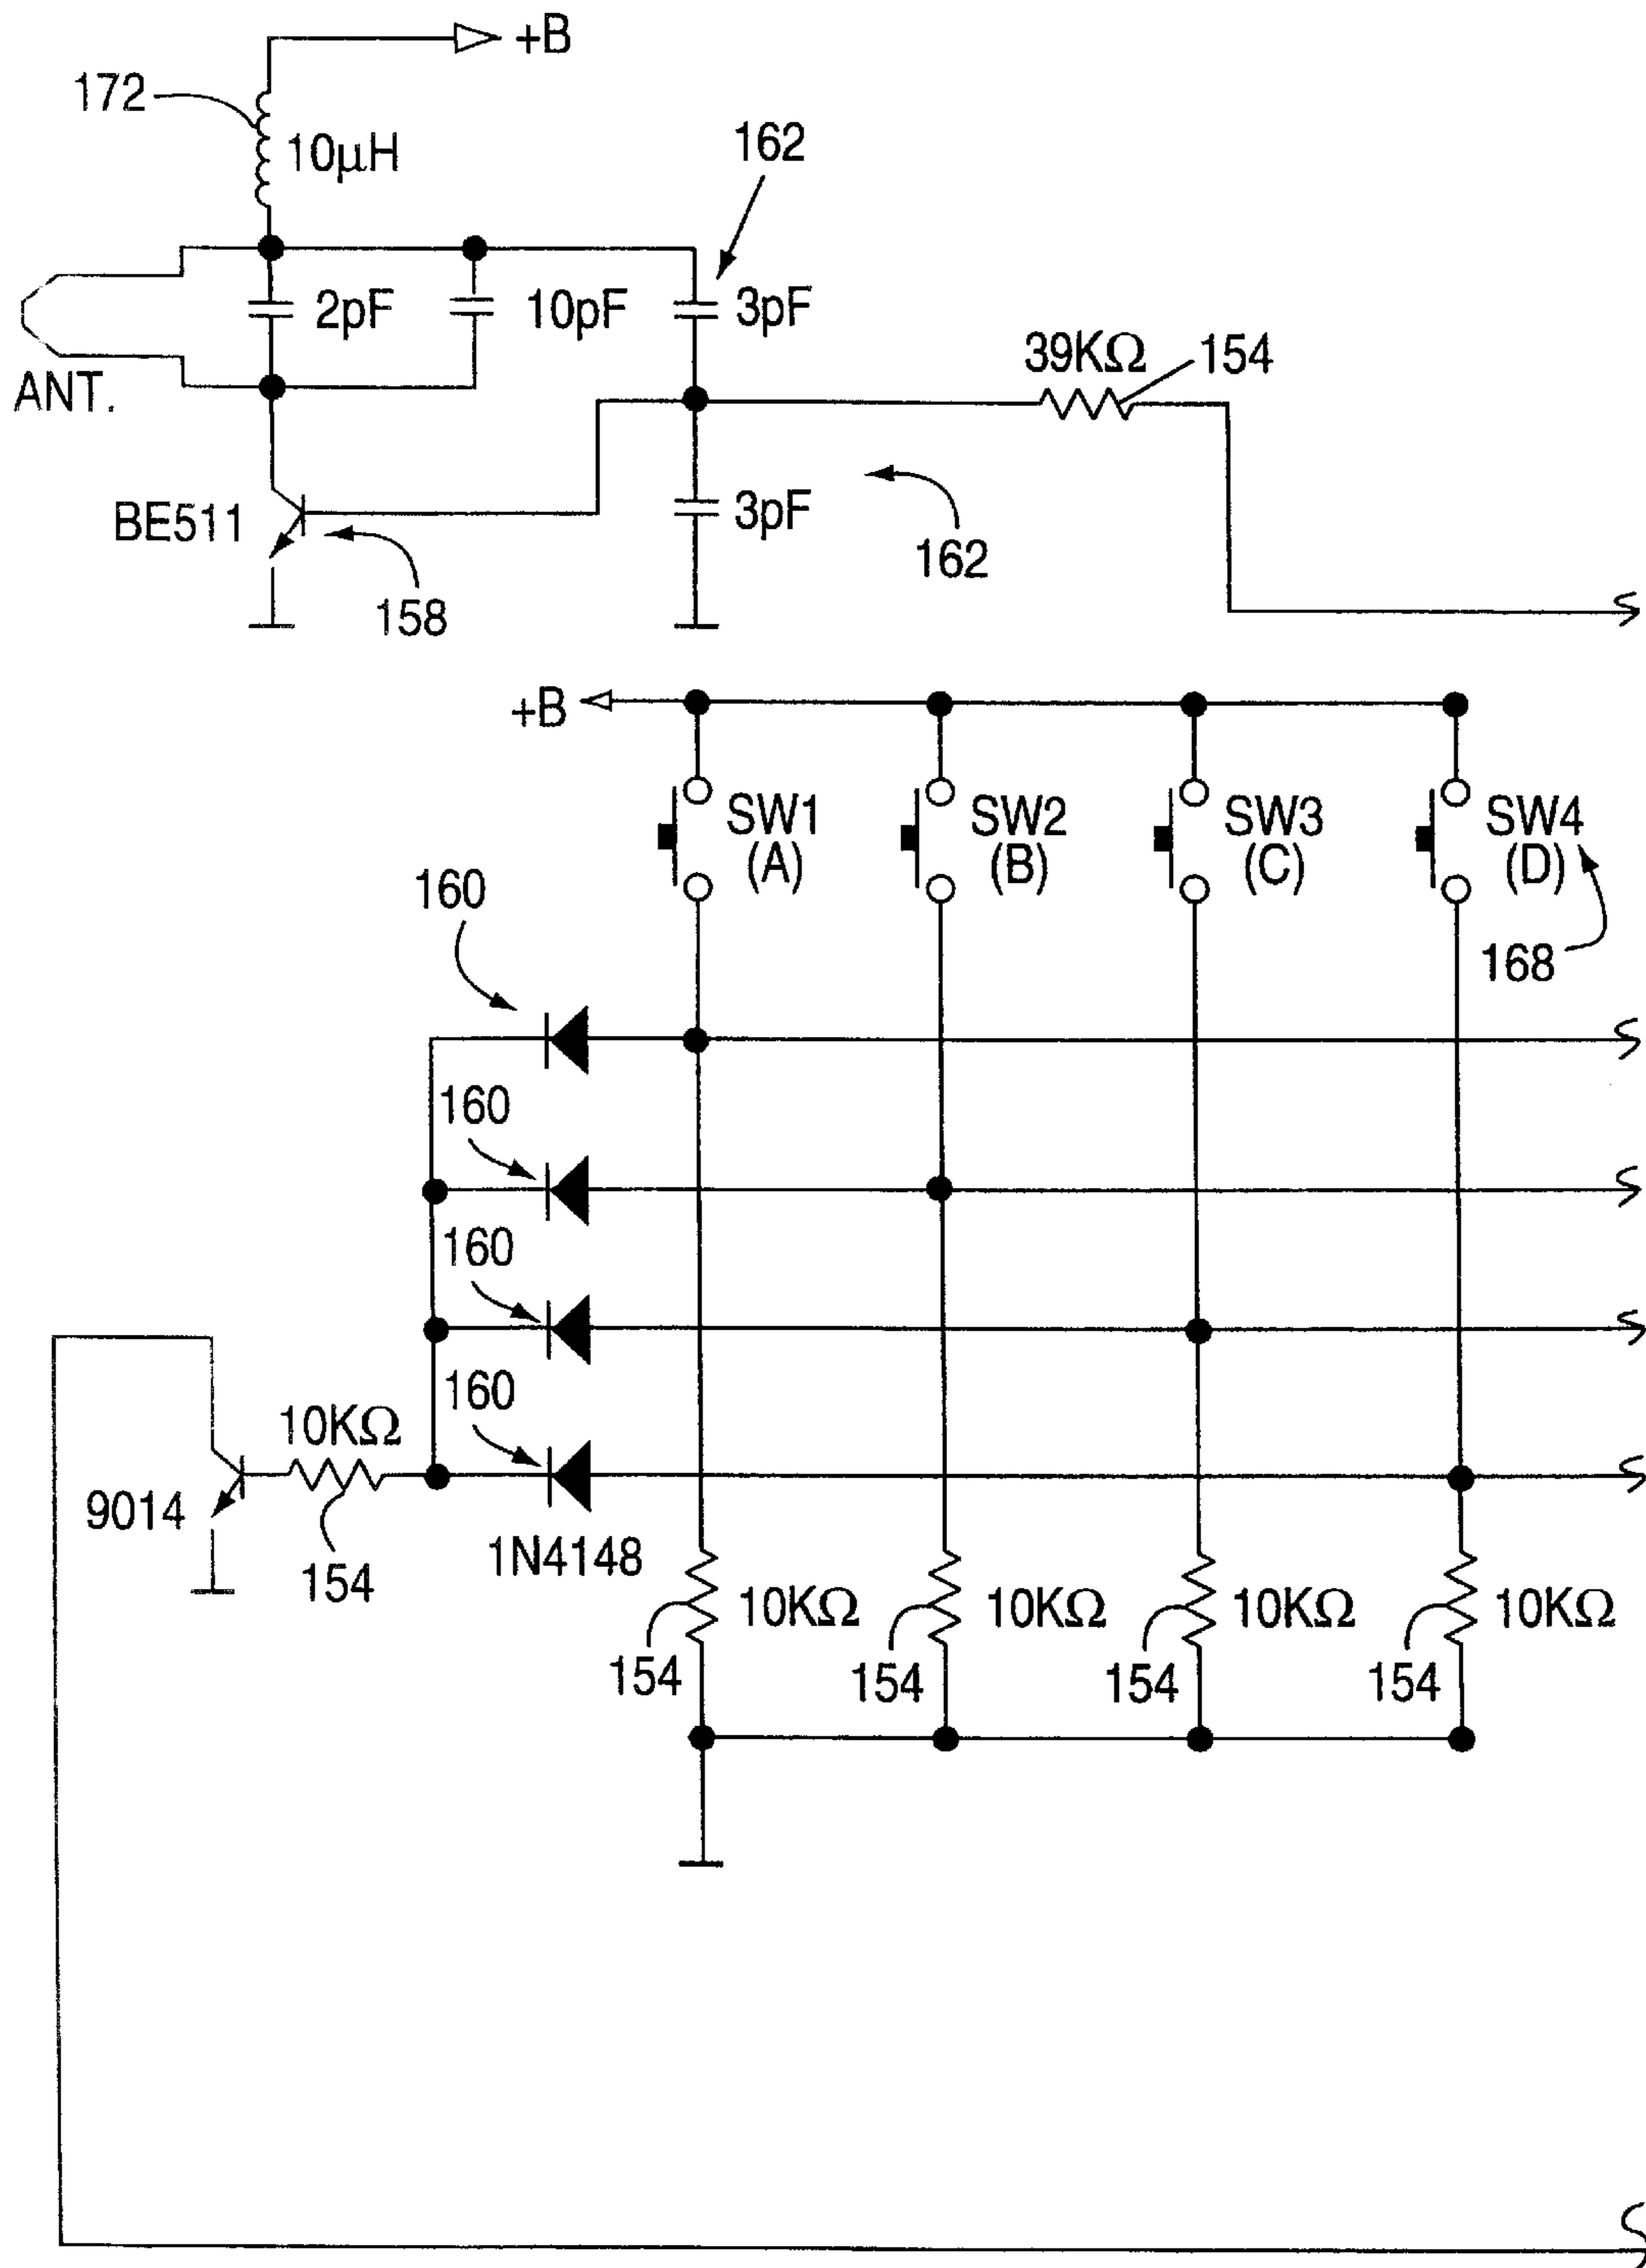 +B
172
10µH
162
2pF
10pF
3pF
39KΩ
154
ANT.
BE511
3pF
162
158
+B
SW1
(A)
SW2
(B)
SW3
(C)
SW4
(D)
160
168
160
160
160
10KΩ
9014
154
1N4148
10KΩ
10KΩ
10KΩ
10KΩ
154
154
154
154